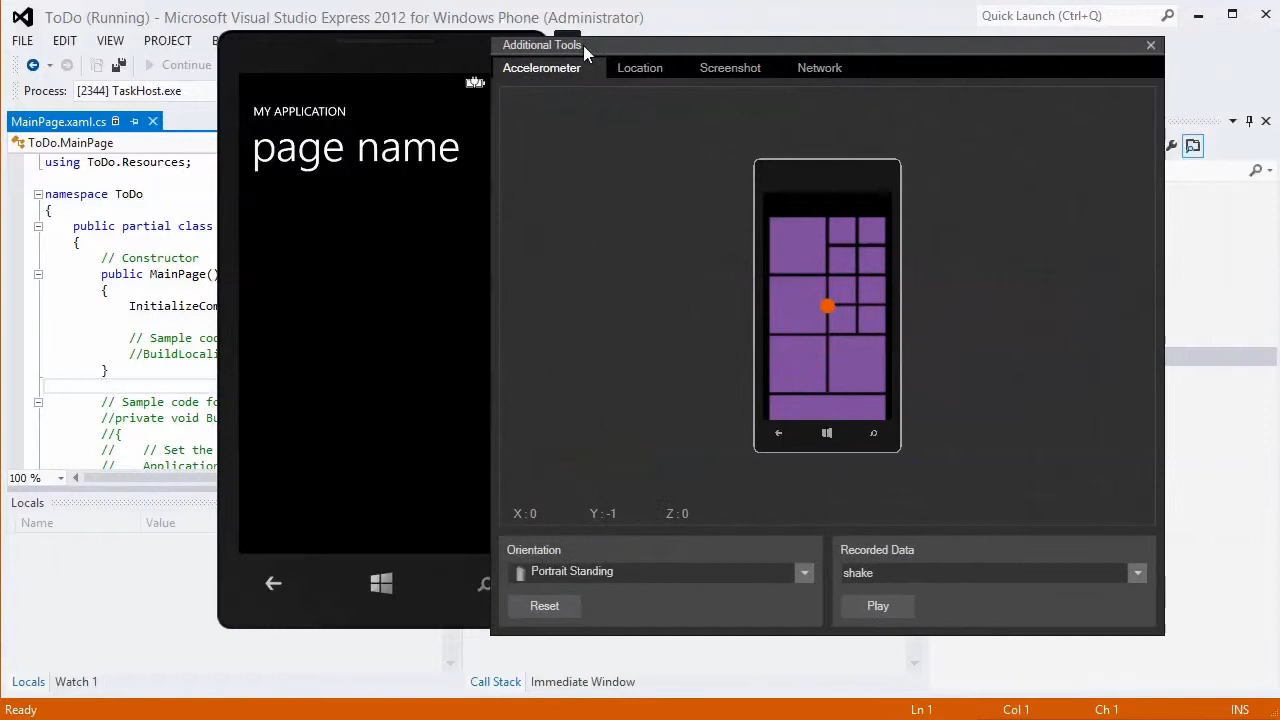 ToDo (Running) - Microsoft Visual Studio Express 2012 for Windows Phone (Administrator)
Quick Launch (Ctrl+Q)
FILE EDIT VIEW PROJECT
Continue
Process: [2344] TaskHost.exe
MainPage.xaml.cs
ToDo.MainPage
using ToDo.Resources;
namespace ToDo
{
public partial class
{
// Constructor
public MainPage()
{
// Sample
//BuildLocali
}
// Sample code
//private void
//{
// // Set the
100 %
Locals
Name Value
MY APPLICATION
page name
Additional Tools
Accelerometer Location Screenshot Network
X : 0 Y : -1 Z : 0
Orientation
Portrait Standing
Reset
Recorded Data
shake
Play
Locals Watch 1
Call Stack Immediate Window
Ready
Ln 1 Col 1 Ch 1 INS